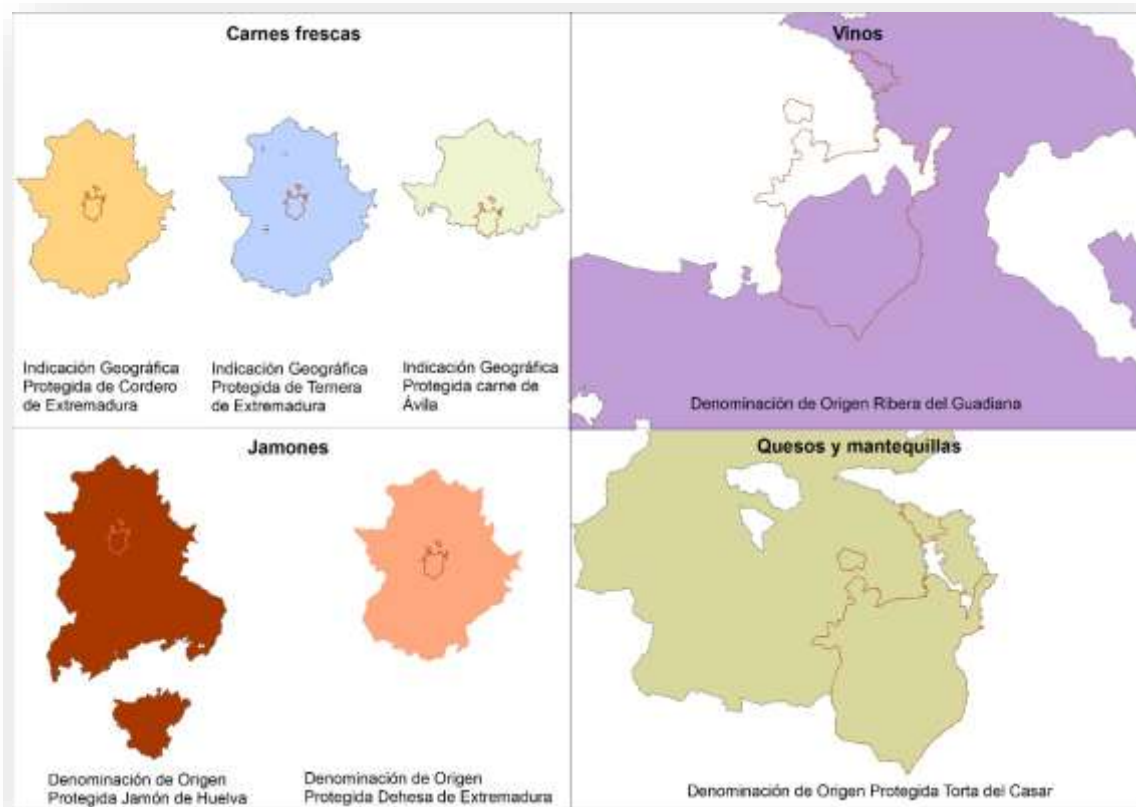 Carnes frescas
Indicación Geográfica
Protegida de Cordero
de Extremadura
Indicación Geográfica
Protegida de Ternera
de Extremadura
Indicación Geográfica
Protegida carne de
Ávila
Vinos
Denominación de Origen Ribera del Guadiana
Jamones
Denominación de Origen
Protegida Jamón de Huelva
Denominación de Origen
Protegida Dehesa de Extremadura
Quesos y mantequillas
Denominación de Origen Protegida Torta del Casar